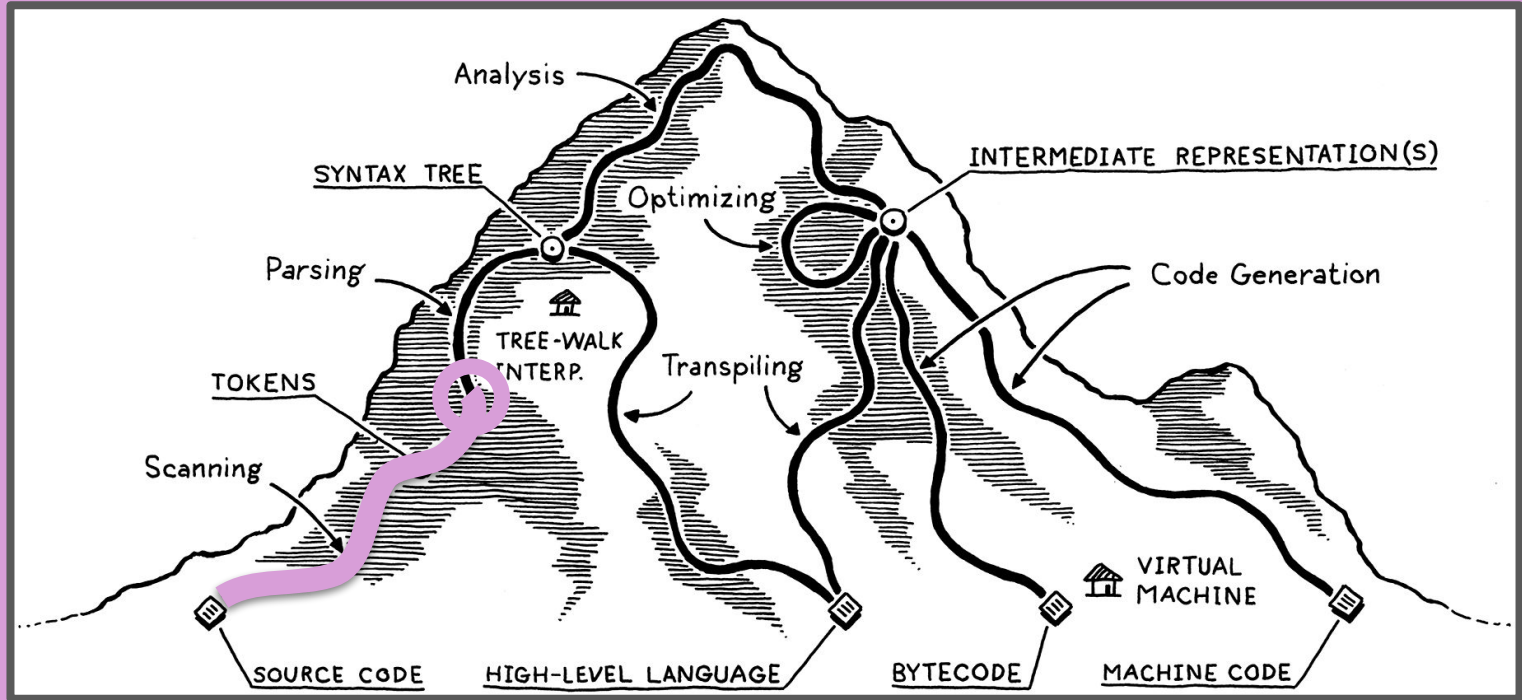 Analysis
INTERMEDIATE REPRESENTATION(S)
SYNTAX TREE
Optimizing
Parsing
Code Generation
TREE-WALK
INTERP.
Transpiling
TOKENS
Scanning
VIRTUAL
MACHINE
SOURCE CODE
HIGH-LEVEL LANGUAGE
BYTECODE
MACHINE CODE